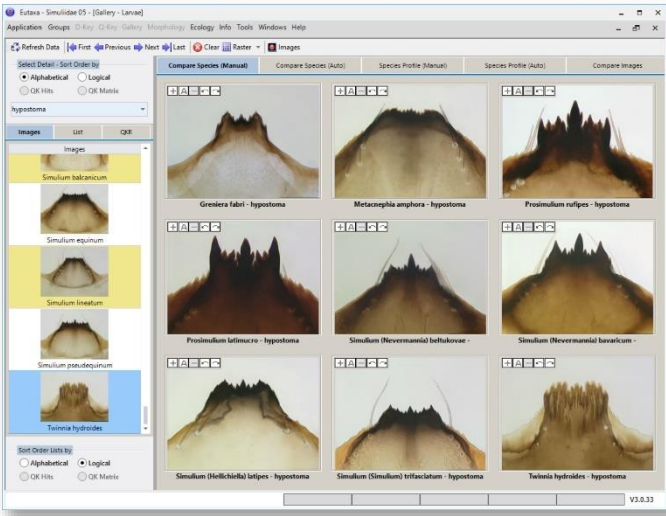 Eutaxa - Simuliidae 05 - [Gallery - Larvae]
Application Groups D-Key Q-Key Gallery Morphology Ecology Info Tools Windows Help
Refresh Data First Previous Next Last Clear Raster Images
Select Detail - Sort Order by
Alphabetical Logical
QK Hits QK Matrix
hypostoma
Images List QKR
Images
Simulium balcanicum
Simulium equinum
Simulium lineatum
Simulium pseudequinum
Twinnia hydroides
Sort Order Lists by
Alphabetical Logical
QK Hits QK Matrix
Compare Species (Manual) Compare Species (Auto) Species Profile (Manual) Species Profile (Auto) Compare Images
+ A -
Greniera fabri - hypostoma
+ A -
Metacnephia amphora - hypostoma
+ A -
Prosimulium rufipes - hypostoma
+ A -
Prosimulium latimucro - hypostoma
+ A -
Simulium (Nevermannia) beltukovae -
+ A -
Simulium (Nevermannia) bavaricum -
+ A -
Simulium (Hellichiella) latipes - hypostoma
+ A -
Simulium (Simulium) trifasciatum - hypostoma
+ A -
Twinnia hydroides - hypostoma
V3.0.33